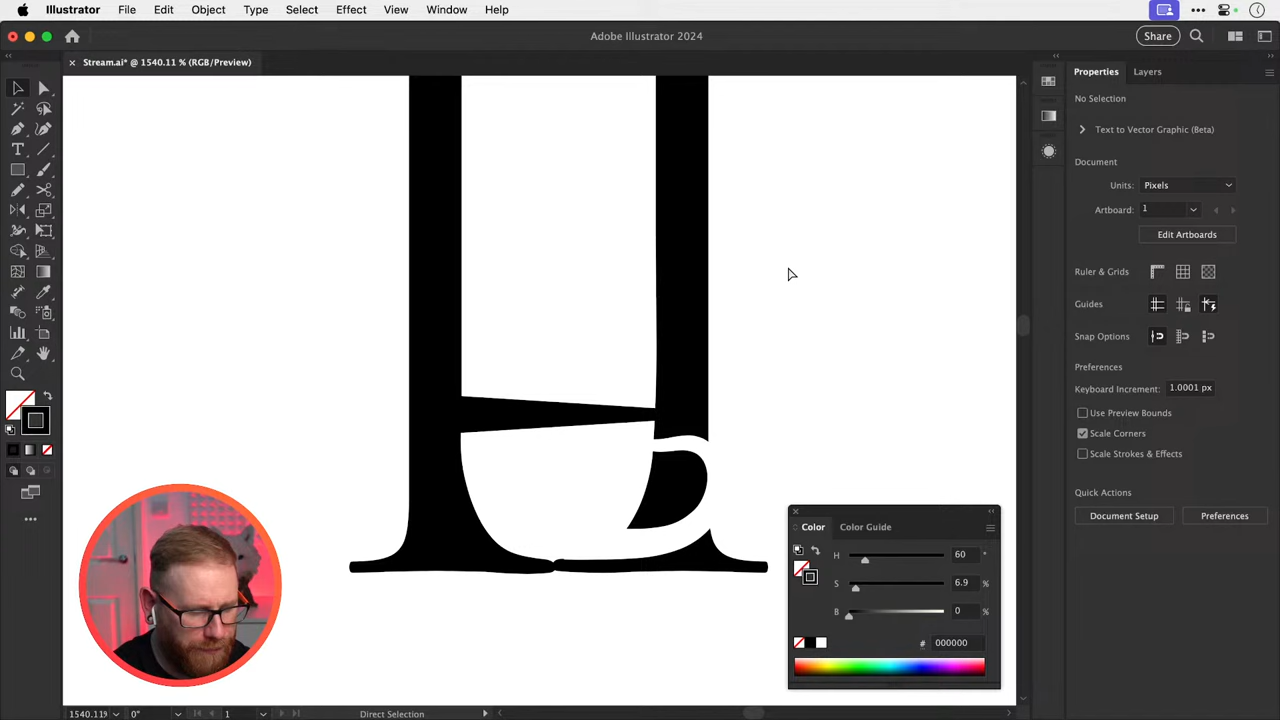 Illustrator File Edit Object Type Select Effect View Window Help
Adobe Illustrator 2024
Share
Stream.ai* @ 1540.11 % (RGB/Preview)
Properties Layers
No Selection
Text to Vector Graphic (Beta)
Document
Units: Pixels
Artboard: 1
Edit Artboards
Ruler & Grids
Guides
Snap Options
Preferences
Keyboard Increment: 1.0001 px
Use Preview Bounds
Scale Corners
Scale Strokes & Effects
Quick Actions
Document Setup Preferences
Color Color Guide
H 60 °
S 6.9 %
B 0 %
# 000000
1540.119 0° 1 Direct Selection